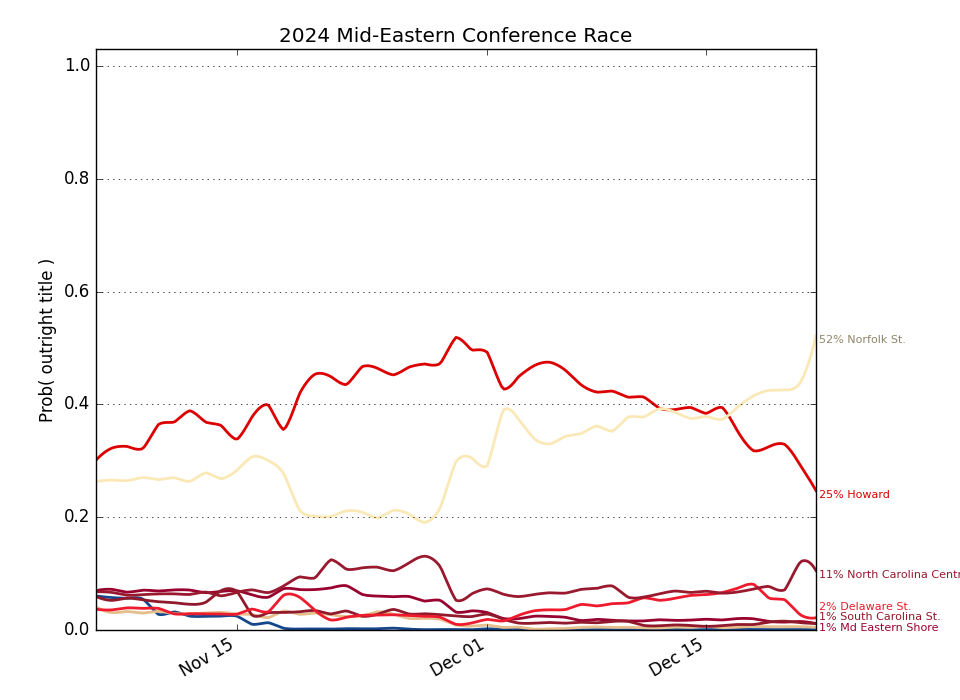 2024 Mid-Eastern Conference Race
Prob( outright title )
1.0
0.8
0.6
0.4
0.2
0.0
Nov 15
Dec 01
Dec 15
52% Norfolk St.
25% Howard
11% North Carolina Centr
2% Delaware St.
1% South Carolina St.
1% Md Eastern Shore